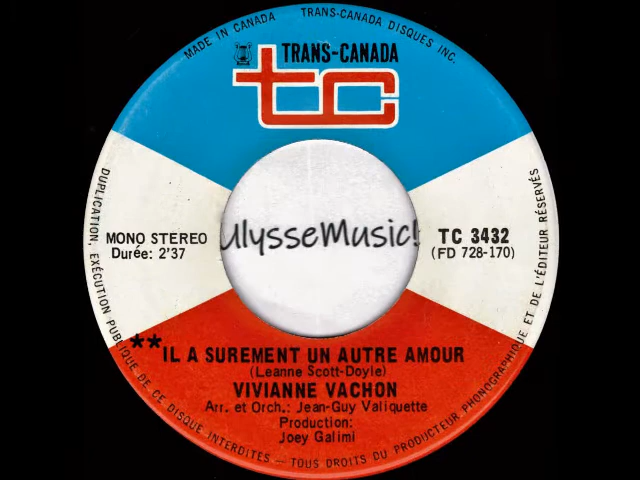 MADE IN CANADA TRANS-CANADA DISQUES INC.
TRANS-CANADA
tc
UlysseMusic!
MONO STEREO
Durée: 2'37
TC 3432
(FD 728-170)
**IL A SUREMENT UN AUTRE AMOUR
(Leanne Scott-Doyle)
VIVIANNE VACHON
Arr. et Orch.: Jean-Guy Valiquette
Production:
Joey Galimi
DUPLICATION, EXÉCUTION PUBLIQUE DE CE DISQUE INTERDITES — TOUS DROITS DU PRODUCTEUR PHONOGRAPHIQUE ET DE L'ÉDITEUR RÉSERVÉS